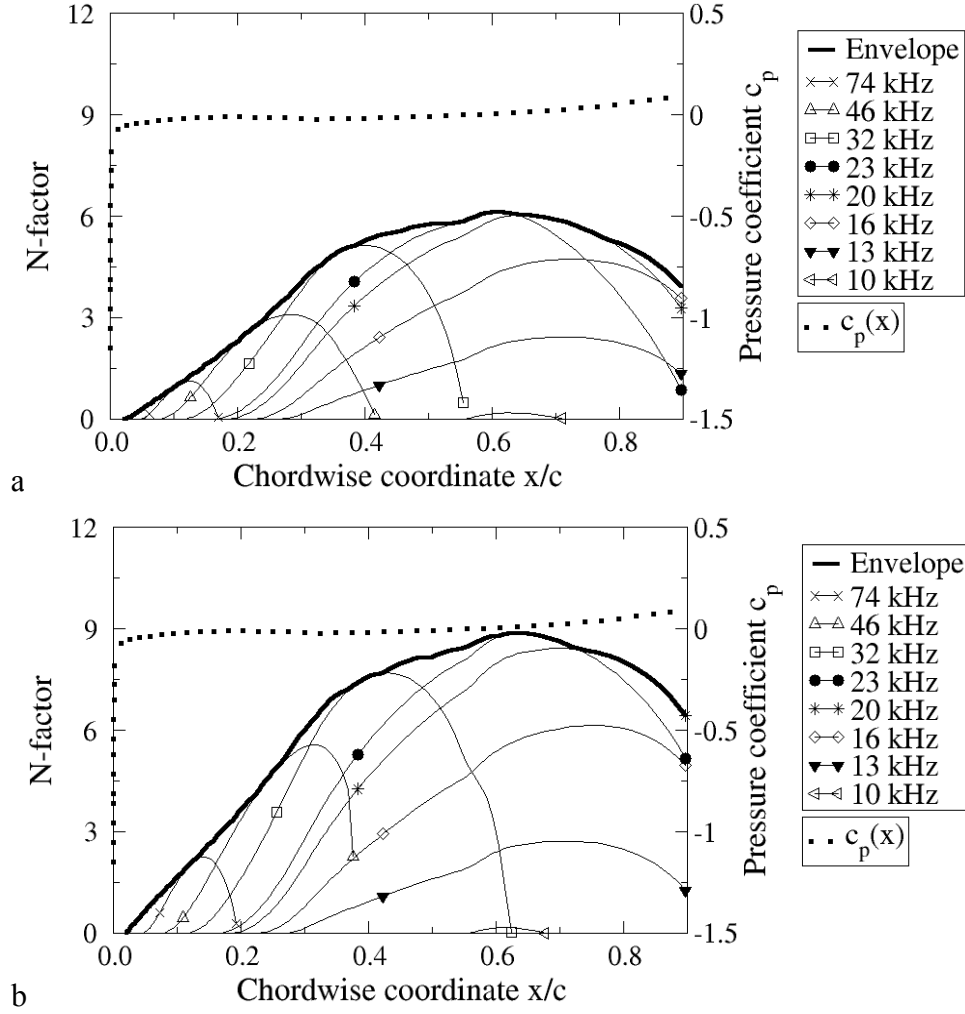 12
9
6
3
0
N-factor
0.0 0.2 0.4 0.6 0.8
Chordwise coordinate x/c
0.5
0
-0.5
-1
-1.5
Pressure coefficient c_p
Envelope
74 kHz
46 kHz
32 kHz
23 kHz
20 kHz
16 kHz
13 kHz
10 kHz
c_p(x)
a
12
9
6
3
0
N-factor
0.0 0.2 0.4 0.6 0.8
Chordwise coordinate x/c
0.5
0
-0.5
-1
-1.5
Pressure coefficient c_p
Envelope
74 kHz
46 kHz
32 kHz
23 kHz
20 kHz
16 kHz
13 kHz
10 kHz
c_p(x)
b